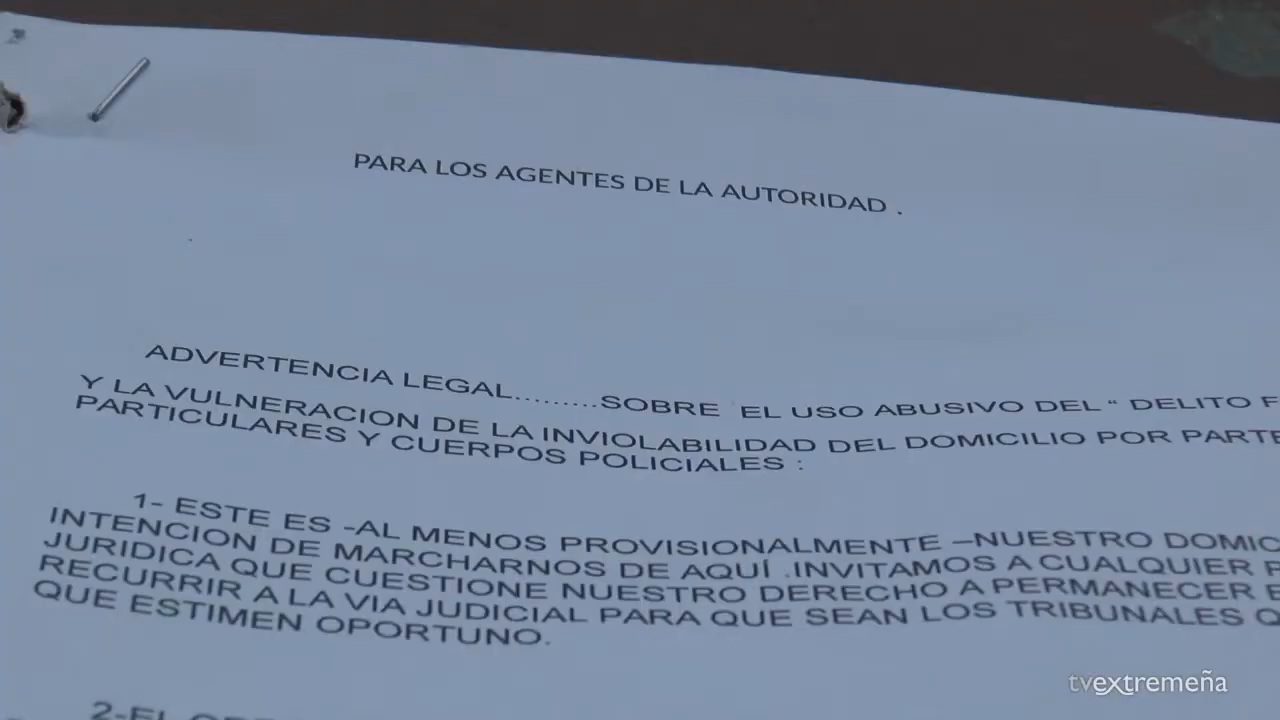 PARA LOS AGENTES DE LA AUTORIDAD .
ADVERTENCIA LEGAL.........SOBRE EL USO ABUSIVO DEL “ DELITO F
Y LA VULNERACION DE LA INVIOLABILIDAD DEL DOMICILIO POR PARTE
PARTICULARES Y CUERPOS POLICIALES :
1- ESTE ES -AL MENOS PROVISIONALMENTE –NUESTRO DOMIC
INTENCION DE MARCHARNOS DE AQUÍ .INVITAMOS A CUALQUIER P
JURIDICA QUE CUESTIONE NUESTRO DERECHO A PERMANECER E
RECURRIR A LA VIA JUDICIAL PARA QUE SEAN LOS TRIBUNALES Q
QUE ESTIMEN OPORTUNO.
2-EL
tvextremeña